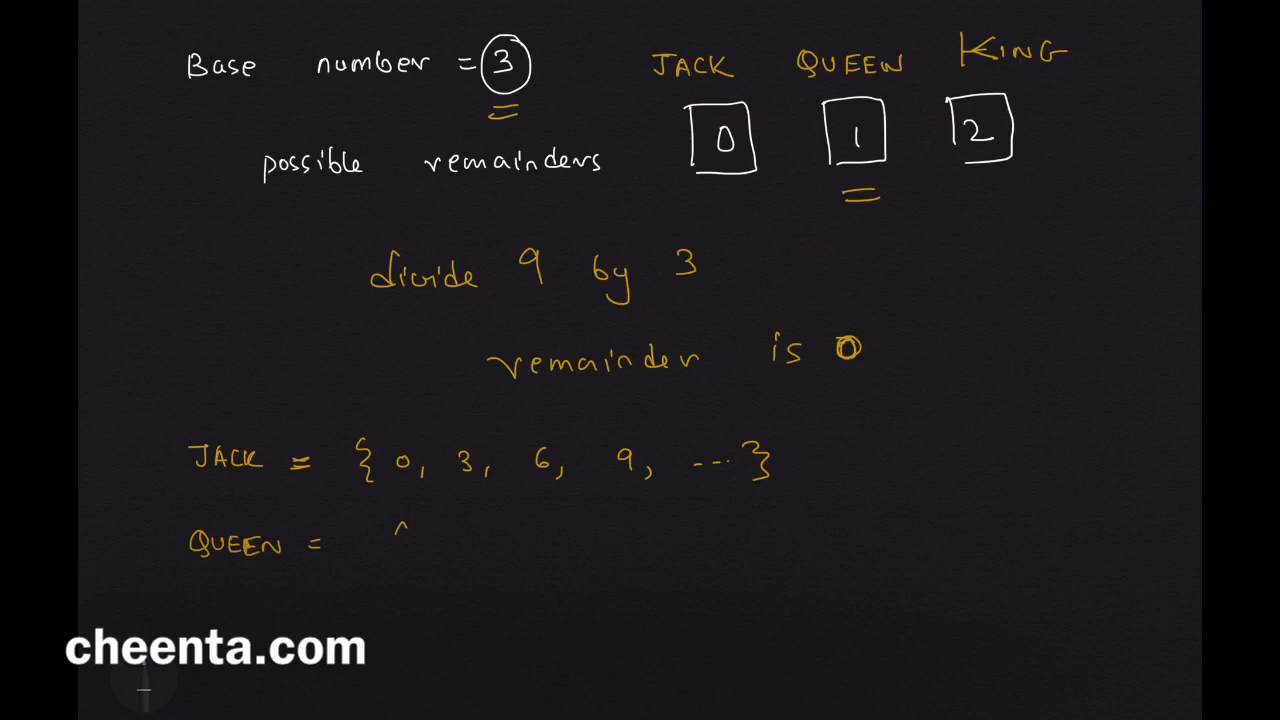 Base number = 3 JACK QUEEN KING
possible remainders 0 1 2
divide 9 by 3
remainder is 0
JACK = { 0, 3, 6, 9, ... }
QUEEN =
cheenta.com